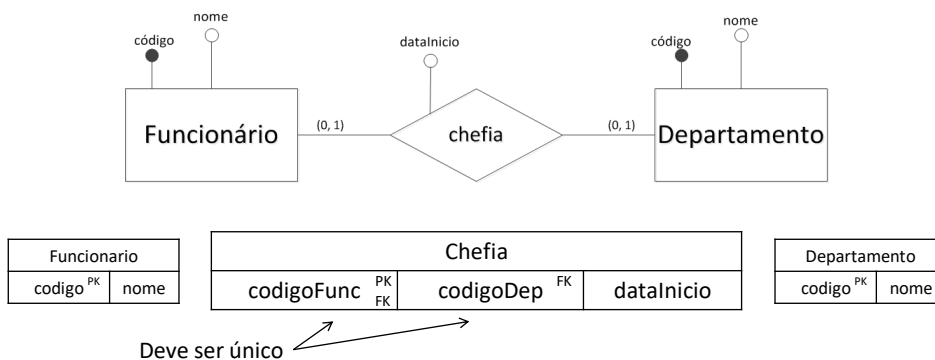 nome
código
dataInicio
nome
código
Funcionário
(0, 1)
chefia
(0, 1)
Departamento
Funcionario
codigo PK
nome
Chefia
codigoFunc PK FK
codigoDep FK
dataInicio
Departamento
codigo PK
nome
Deve ser único